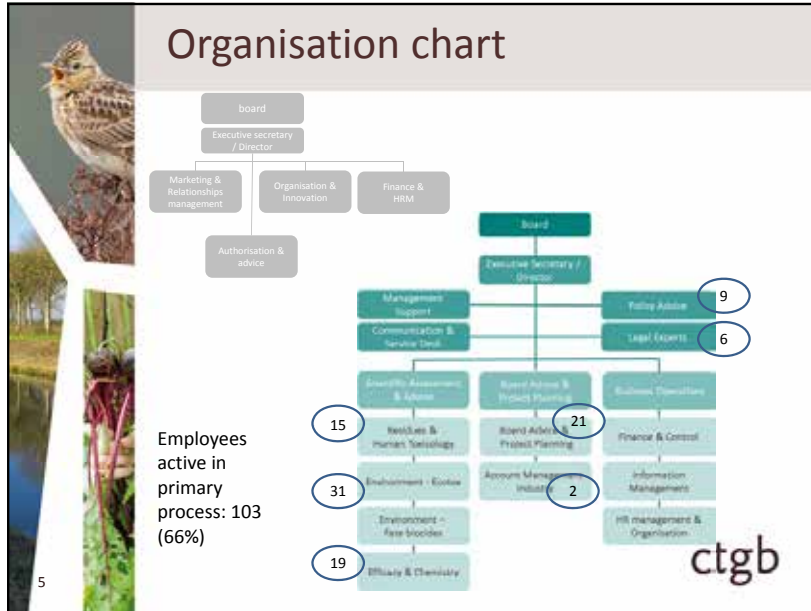 Organisation chart
board
Executive secretary
/ Director
Marketing &
Relationships
management
Organisation &
Innovation
Finance &
HRM
Authorisation &
advice
Board
Executive Secretary /
Director
Management
Support
Policy Advice
9
Communication &
Service Desk
Legal Experts
6
Scientific Assessment
& Advice
Board Advice &
Project Planning
Business Operations
15
Residues &
Human Toxicology
Board Advice &
Project Planning
21
Finance & Control
31
Environment - Ecotox
Account Management
Industry
2
Information
Management
Environment –
Fate biocides
HR management &
Organisation
19
Efficacy & Chemistry
Employees
active in
primary
process: 103
(66%)
ctgb
5